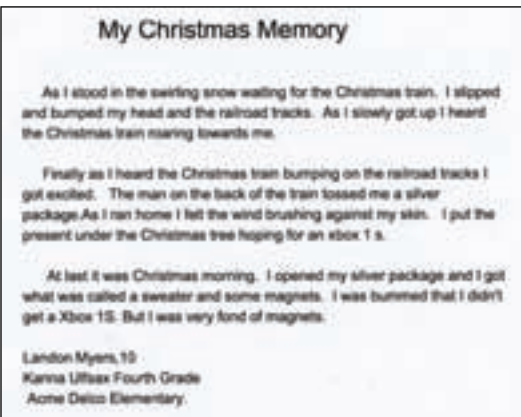 My Christmas Memory
As I stood in the swirling snow waiting for the Christmas train. I slipped
and bumped my head and the railroad tracks. As I slowly got up I heard
the Christmas train roaring towards me.
Finally as I heard the Christmas train bumping on the railroad tracks I
got excited. The man on the back of the train tossed me a silver
package.As I ran home I felt the wind brushing against my skin. I put the
present under the Christmas tree hoping for an xbox 1 s.
At last it was Christmas morning. I opened my silver package and I got
what was called a sweater and some magnets. I was bummed that I didn't
get a Xbox 1S. But I was very fond of magnets.
Landon Myers,10
Fourth Grade
Acme Delco Elementary.